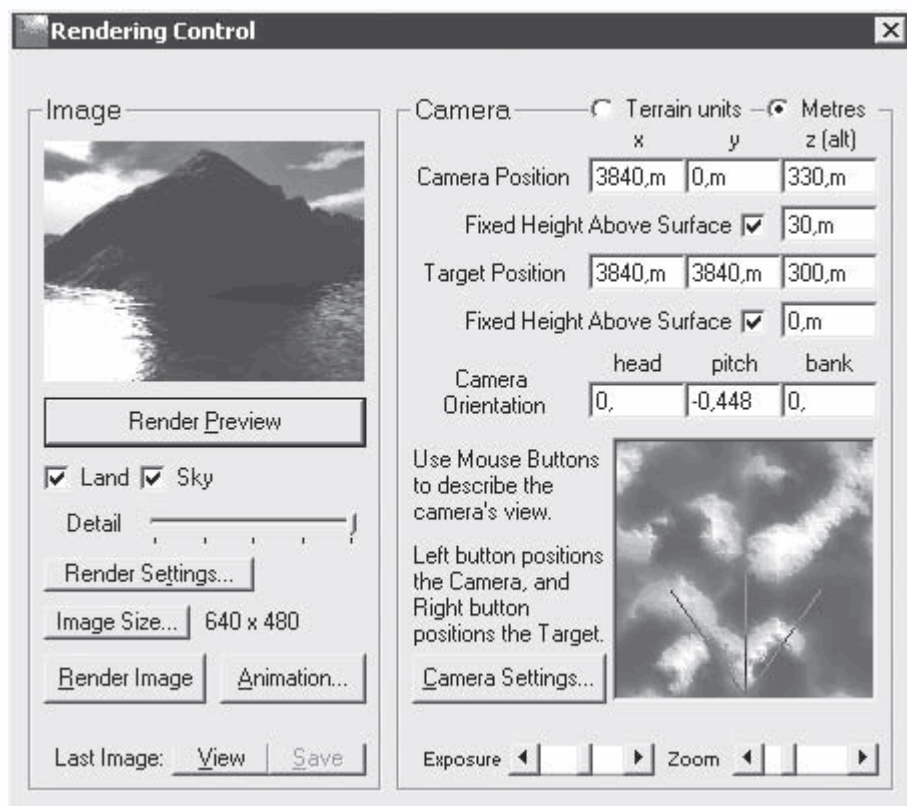 Rendering Control
Image
Render Preview
Land Sky
Detail
Render Settings...
Image Size... 640 x 480
Render Image Animation...
Last Image: View Save
Camera Terrain units Metres
x y z (alt)
Camera Position 3840,m 0,m 330,m
Fixed Height Above Surface 30,m
Target Position 3840,m 3840,m 300,m
Fixed Height Above Surface 0,m
head pitch bank
Camera Orientation 0, -0,448 0,
Use Mouse Buttons
to describe the
camera's view.
Left button positions
the Camera, and
Right button
positions the Target.
Camera Settings...
Exposure Zoom